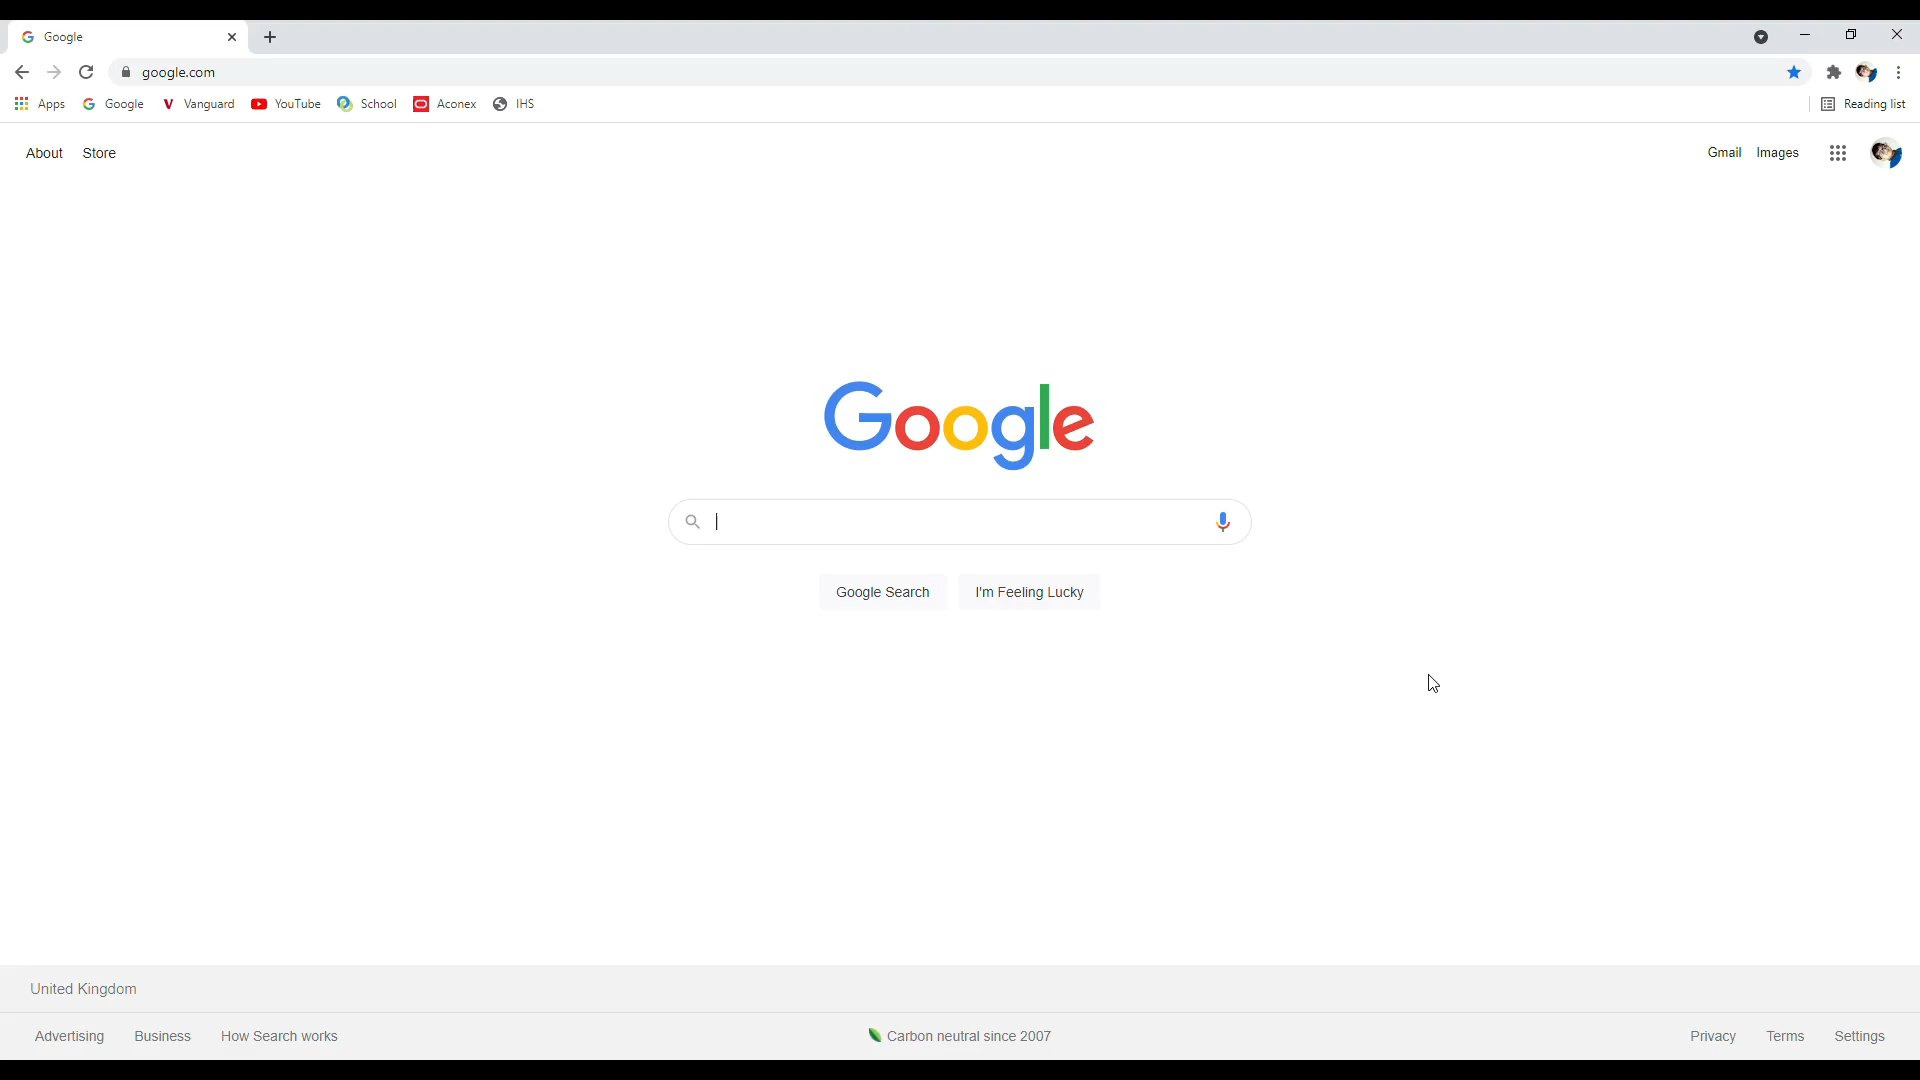 Google
google.com
Apps Google Vanguard YouTube School Aconex IHS Reading list
About Store Gmail Images
Google
Google Search I'm Feeling Lucky
United Kingdom
Advertising Business How Search works Carbon neutral since 2007 Privacy Terms Settings